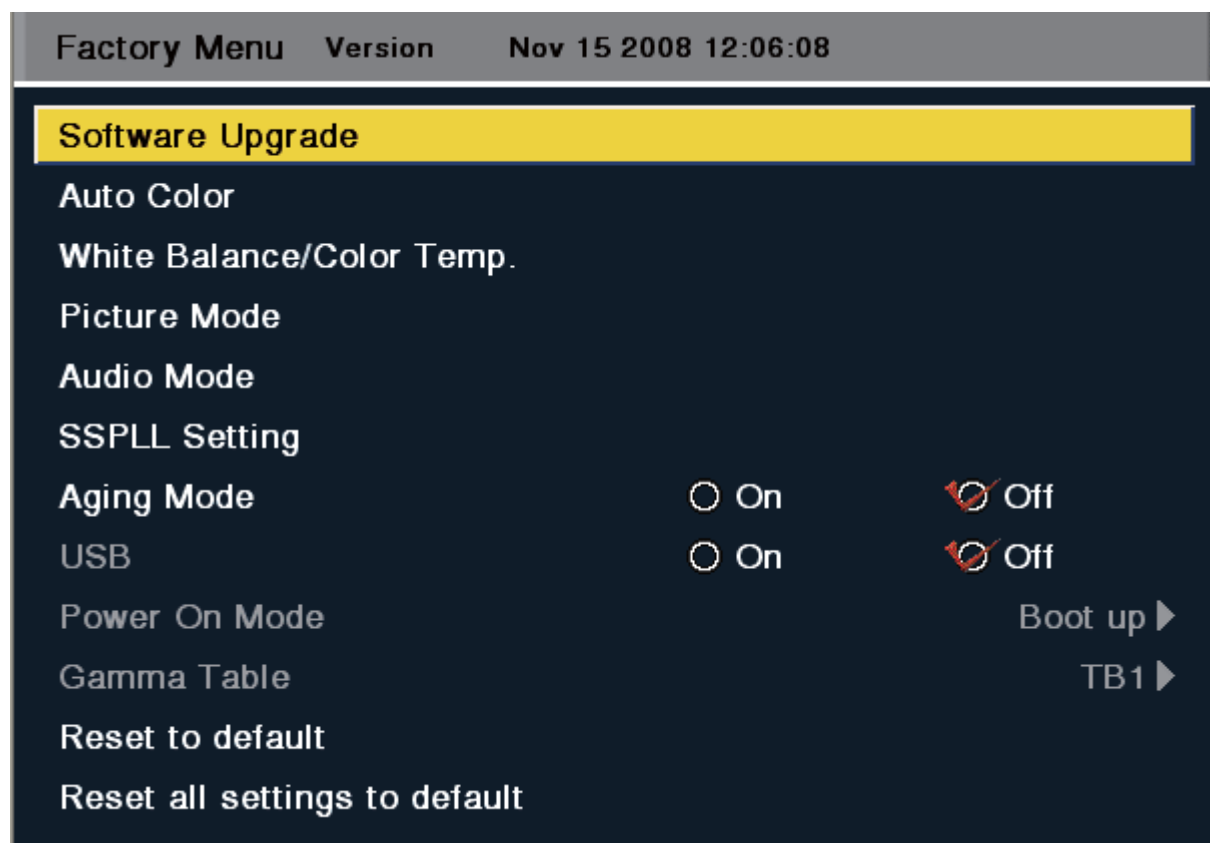 Factory Menu Version Nov 15 2008 12:06:08
Software Upgrade
Auto Color
White Balance/Color Temp.
Picture Mode
Audio Mode
SSPLL Setting
Aging Mode On Off
USB On Off
Power On Mode Boot up
Gamma Table TB1
Reset to default
Reset all settings to default